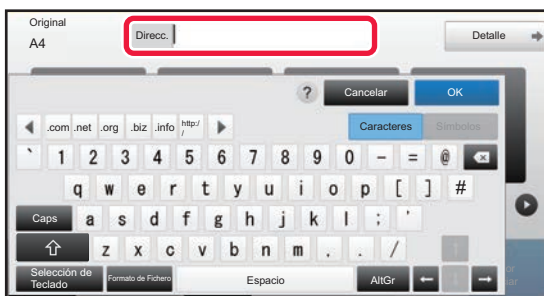 Original
A4
Direcc.
Detalle
? Cancelar OK
.com .net .org .biz .info http:/
/
Caracteres Símbolos
` 1 2 3 4 5 6 7 8 9 0 - = @
q w e r t y u i o p [ ] #
Caps a s d f g h j k l ; '
z x c v b n m , . /
Selección de
Teclado
Formato de Fichero
Espacio
AltGr